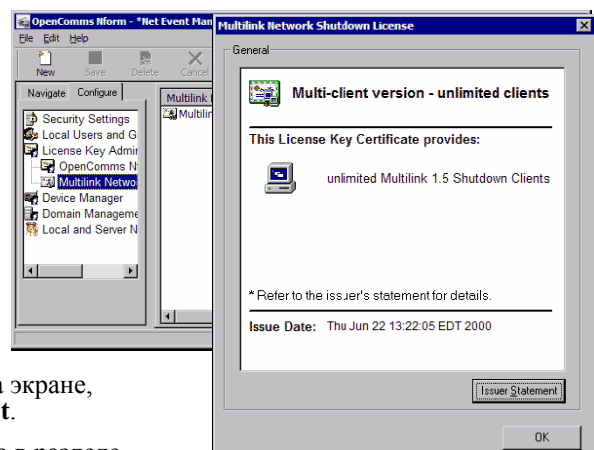 OpenComms Nform - "Net Event Man
File Edit Help
New Save Delete Cancel
Navigate Configure
Security Settings
Local Users and G
License Key Admir
OpenComms N
Multilink Netwo
Device Manager
Domain Manageme
Local and Server N
Multilink
Multilin
Multilink Network Shutdown License
General
Multi-client version - unlimited clients
This License Key Certificate provides:
unlimited Multilink 1.5 Shutdown Clients
* Refer to the issuer's statement for details.
Issue Date: Thu Jun 22 13:22:05 EDT 2000
Issuer Statement
OK
экране,
t.
в разделе